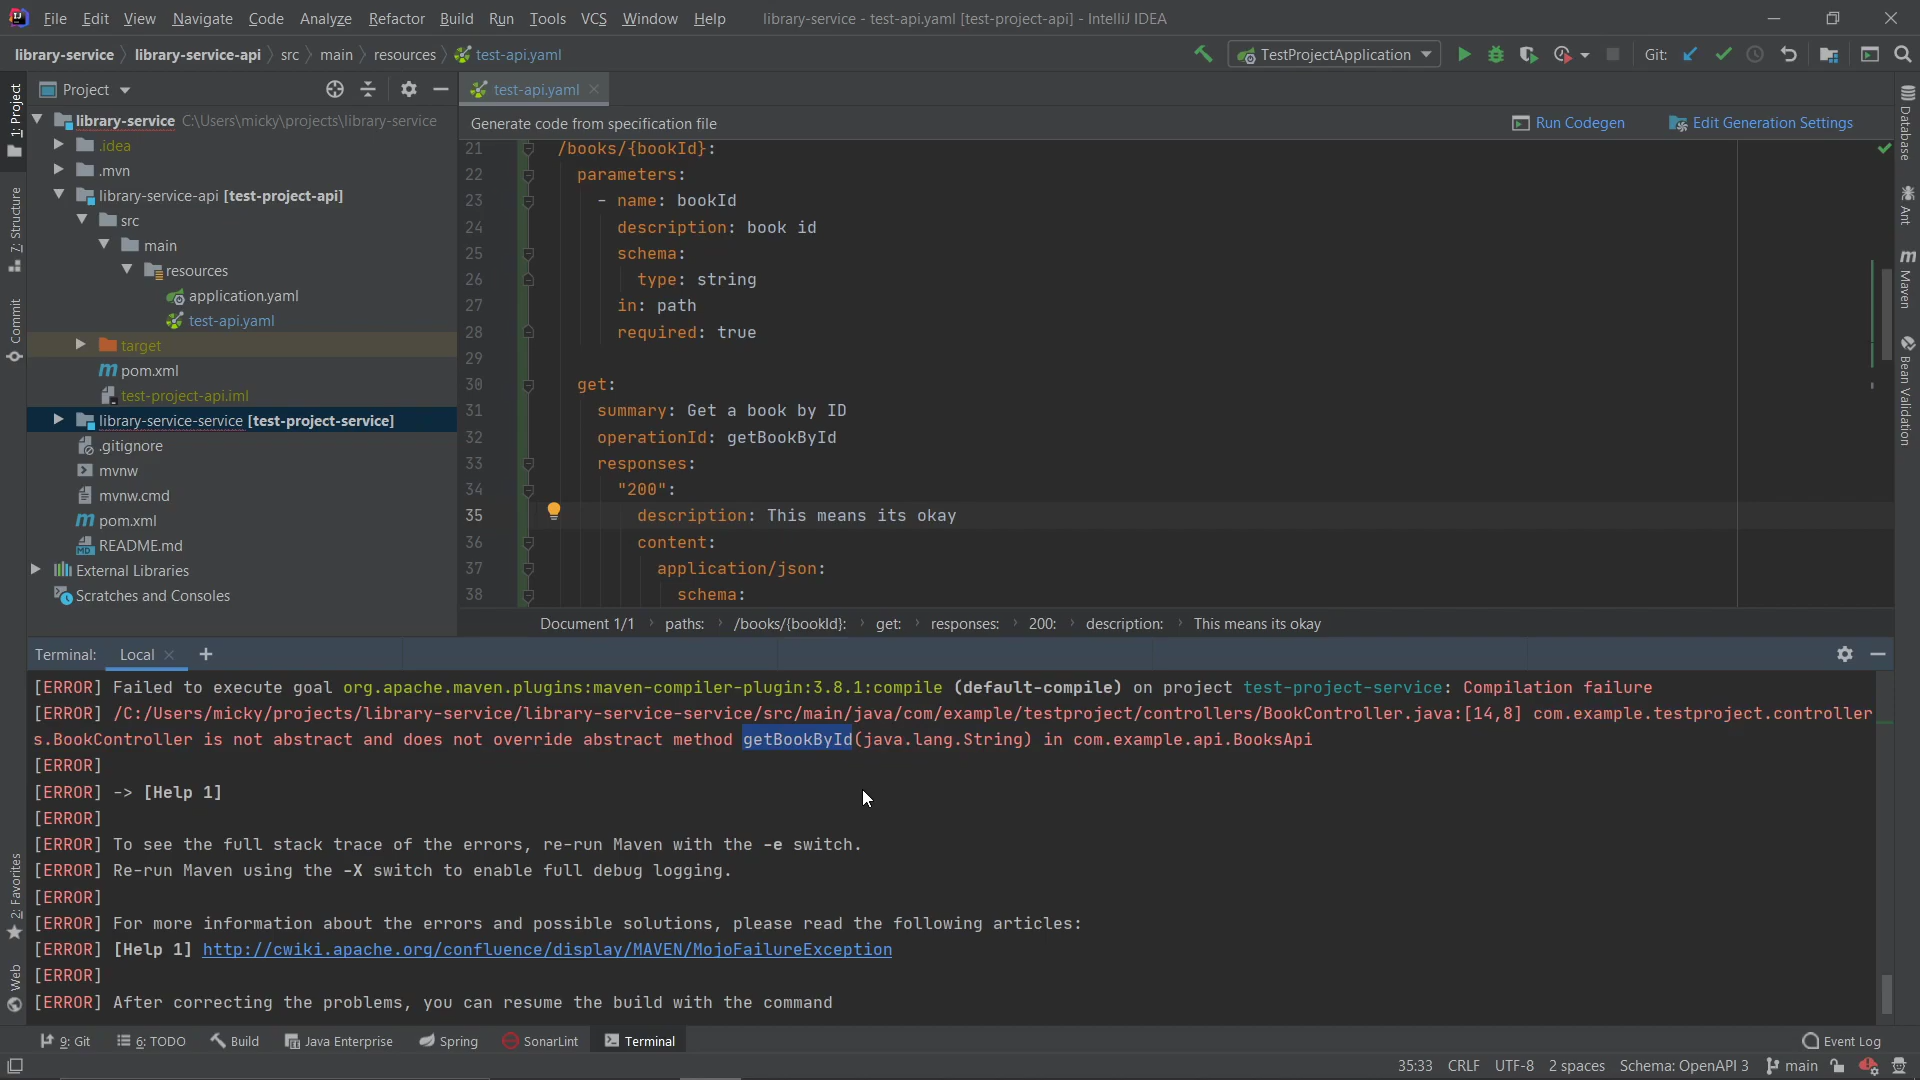 File Edit View Navigate Code Analyze Refactor Build Run Tools VCS Window Help library-service - test-api.yaml [test-project-api] - IntelliJ IDEA
library-service library-service-api src main resources test-api.yaml TestProjectApplication Git:
1: Project
7: Structure
Commit
2: Favorites
Web
Project
library-service C:\Users\micky\projects\library-service
.idea
.mvn
library-service-api [test-project-api]
src
main
resources
application.yaml
test-api.yaml
target
pom.xml
test-project-api.iml
library-service-service [test-project-service]
.gitignore
mvnw
mvnw.cmd
pom.xml
README.md
External Libraries
Scratches and Consoles
test-api.yaml
Generate code from specification file Run Codegen Edit Generation Settings
21 /books/{bookId}:
22 parameters:
23 - name: bookId
24 description: book id
25 schema:
26 type: string
27 in: path
28 required: true
29
30 get:
31 summary: Get a book by ID
32 operationId: getBookById
33 responses:
34 "200":
35 description: This means its okay
36 content:
37 application/json:
38 schema:
Document 1/1 paths: /books/{bookId}: get: responses: 200: description: This means its okay
Database
Ant
Maven
Bean Validation
Terminal: Local
[ERROR] Failed to execute goal org.apache.maven.plugins:maven-compiler-plugin:3.8.1:compile (default-compile) on project test-project-service: Compilation failure
[ERROR] /C:/Users/micky/projects/library-service/library-service-service/src/main/java/com/example/testproject/controllers/BookController.java:[14,8] com.example.testproject.controller
s.BookController is not abstract and does not override abstract method getBookById(java.lang.String) in com.example.api.BooksApi
[ERROR]
[ERROR] -> [Help 1]
[ERROR]
[ERROR] To see the full stack trace of the errors, re-run Maven with the -e switch.
[ERROR] Re-run Maven using the -X switch to enable full debug logging.
[ERROR]
[ERROR] For more information about the errors and possible solutions, please read the following articles:
[ERROR] [Help 1] http://cwiki.apache.org/confluence/display/MAVEN/MojoFailureException
[ERROR]
[ERROR] After correcting the problems, you can resume the build with the command
9: Git 6: TODO Build Java Enterprise Spring SonarLint Terminal Event Log
35:33 CRLF UTF-8 2 spaces Schema: OpenAPI 3 main